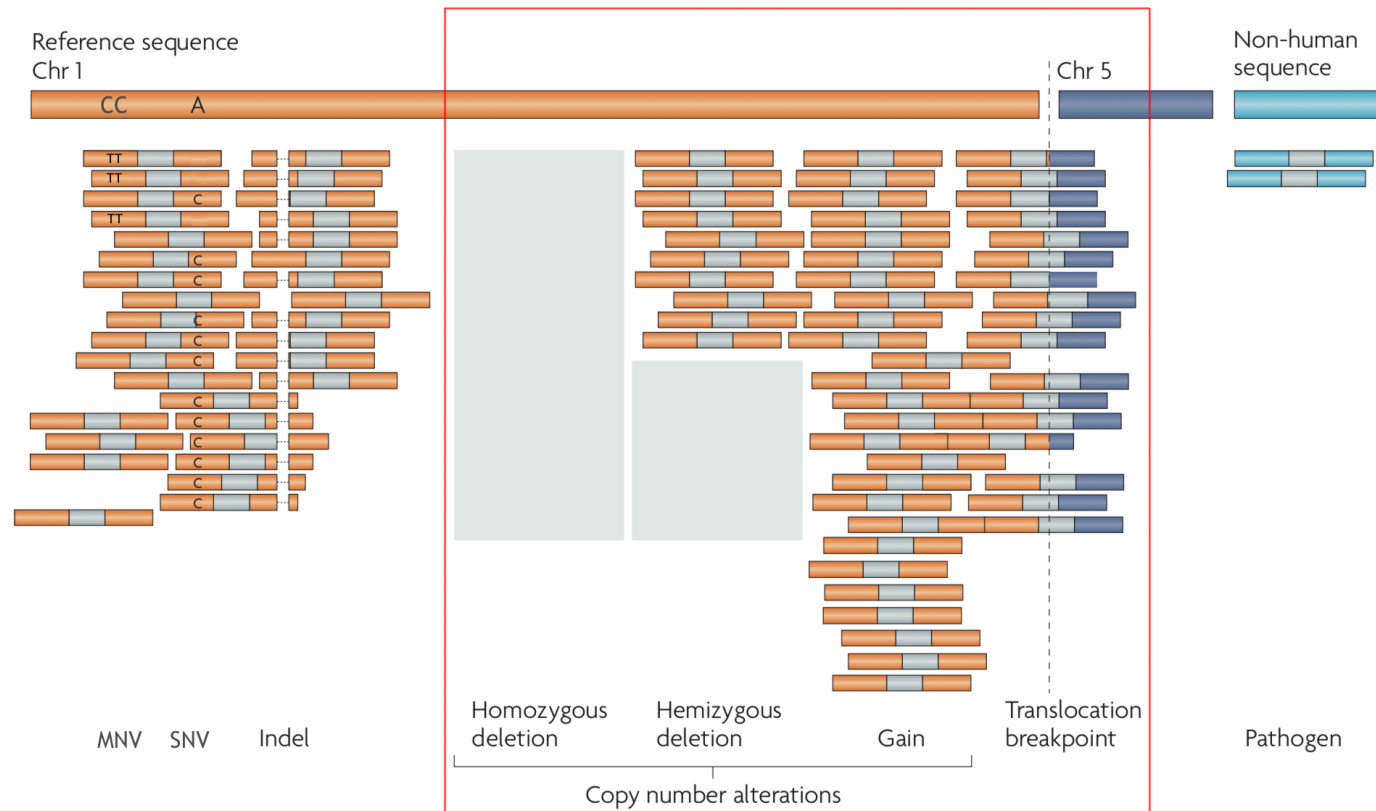 Reference sequence
Chr 1
Chr 5
Non-human
sequence
CC
A
TT
TT
C
TT
C
C
C
C
C
C
C
C
C
C
C
MNV
SNV
Indel
Homozygous
deletion
Hemizygous
deletion
Gain
Translocation
breakpoint
Pathogen
Copy number alterations